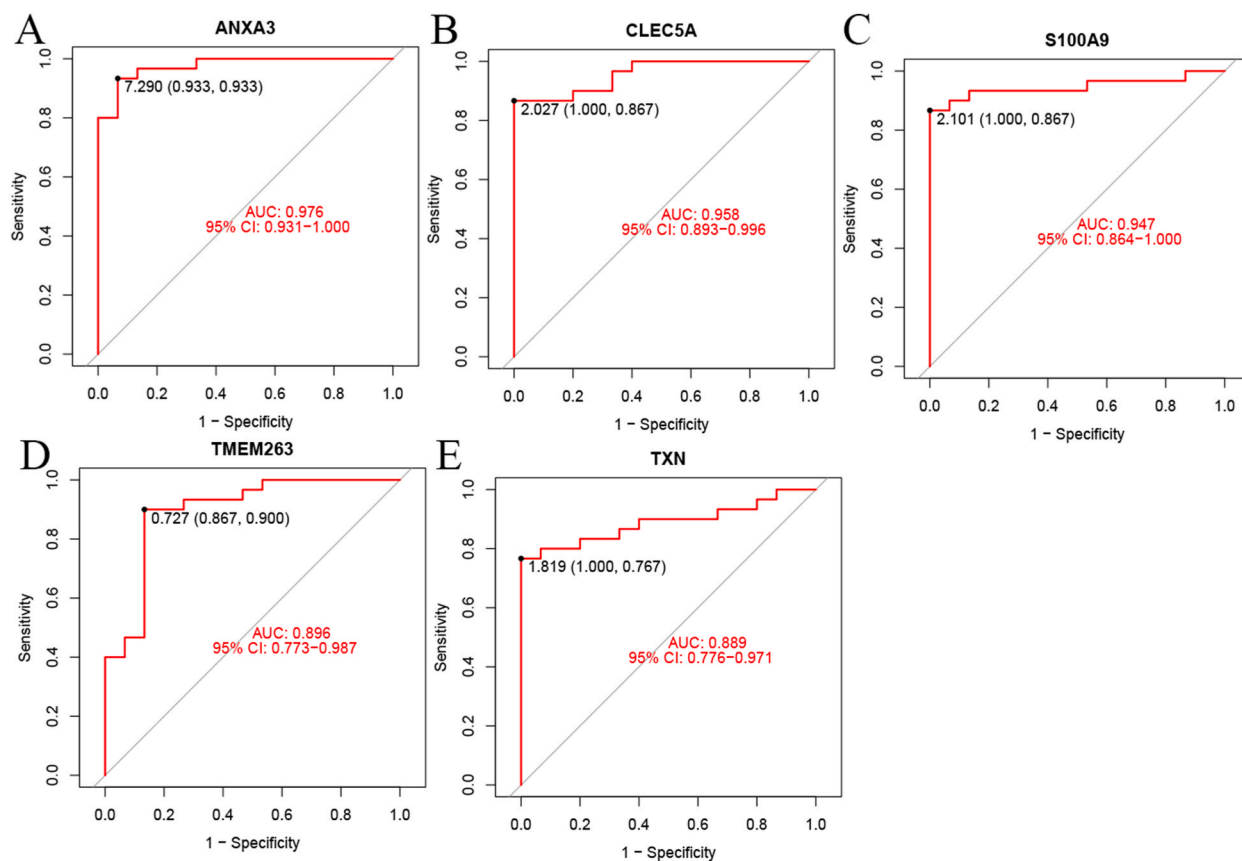 A
ANXA3
Sensitivity
1.0
0.8
0.6
0.4
0.2
0.0
7.290 (0.933, 0.933)
AUC: 0.976
95% CI: 0.931−1.000
0.0 0.2 0.4 0.6 0.8 1.0
1 − Specificity
B
CLEC5A
Sensitivity
1.0
0.8
0.6
0.4
0.2
0.0
2.027 (1.000, 0.867)
AUC: 0.958
95% CI: 0.893−0.996
0.0 0.2 0.4 0.6 0.8 1.0
1 − Specificity
C
S100A9
Sensitivity
1.0
0.8
0.6
0.4
0.2
0.0
2.101 (1.000, 0.867)
AUC: 0.947
95% CI: 0.864−1.000
0.0 0.2 0.4 0.6 0.8 1.0
1 − Specificity
D
TMEM263
Sensitivity
1.0
0.8
0.6
0.4
0.2
0.0
0.727 (0.867, 0.900)
AUC: 0.896
95% CI: 0.773−0.987
0.0 0.2 0.4 0.6 0.8 1.0
1 − Specificity
E
TXN
Sensitivity
1.0
0.8
0.6
0.4
0.2
0.0
1.819 (1.000, 0.767)
AUC: 0.889
95% CI: 0.776−0.971
0.0 0.2 0.4 0.6 0.8 1.0
1 − Specificity